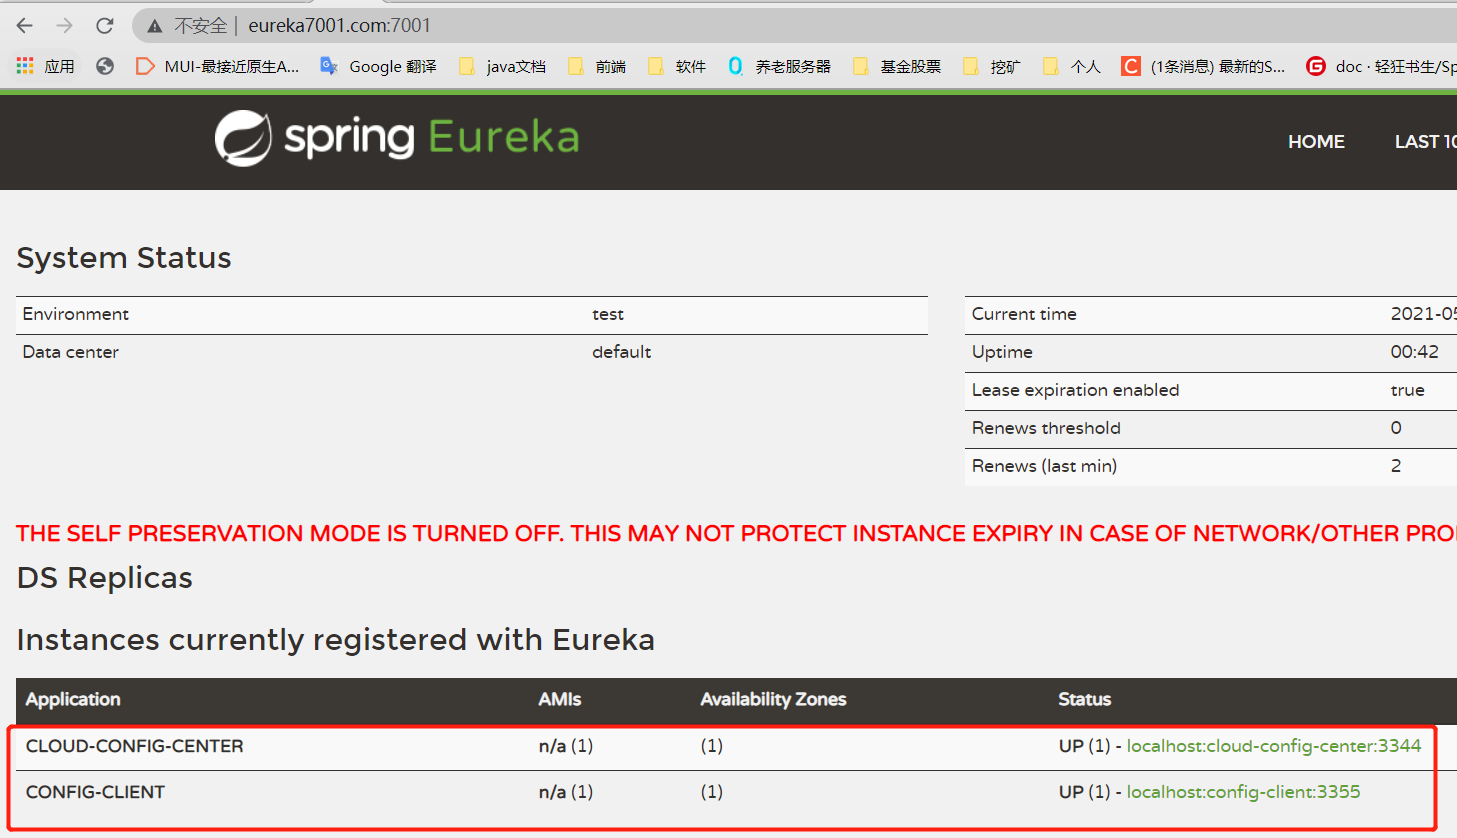 不安全 | eureka7001.com:7001
应用 MUI-最接近原生A... Google 翻译 java文档 前端 软件 养老服务器 基金股票 挖矿 个人 (1条消息) 最新的S... doc · 轻狂书生/Sp
spring Eureka HOME LAST 10
System Status
Environment test Current time 2021-05
Data center default Uptime 00:42
Lease expiration enabled true
Renews threshold 0
Renews (last min) 2
THE SELF PRESERVATION MODE IS TURNED OFF. THIS MAY NOT PROTECT INSTANCE EXPIRY IN CASE OF NETWORK/OTHER PRO
DS Replicas
Instances currently registered with Eureka
Application AMIs Availability Zones Status
CLOUD-CONFIG-CENTER n/a (1) (1) UP (1) - localhost:cloud-config-center:3344
CONFIG-CLIENT n/a (1) (1) UP (1) - localhost:config-client:3355